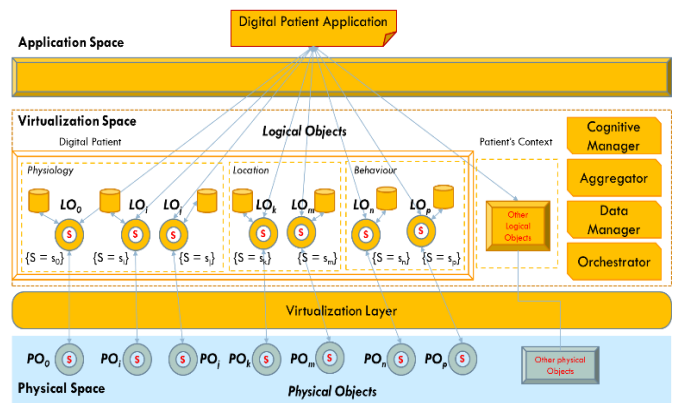 Digital Patient Application
Application Space
Virtualization Space
Digital Patient
Logical Objects
Patient's Context
Cognitive
Manager
Physiology
Location
Behaviour
Aggregator
LO0 LOi LOj LOk LOm LOn LOp
S S S S S S S
Other
Logical
Objects
Data
Manager
{S = s0} {S = si} {S = sj} {S = sk} {S = sm} {S = sn} {S = sp}
Orchestrator
Virtualization Layer
PO0 S POi S S POj POk S POm S POn S POp S
Other physical
Objects
Physical Space
Physical Objects